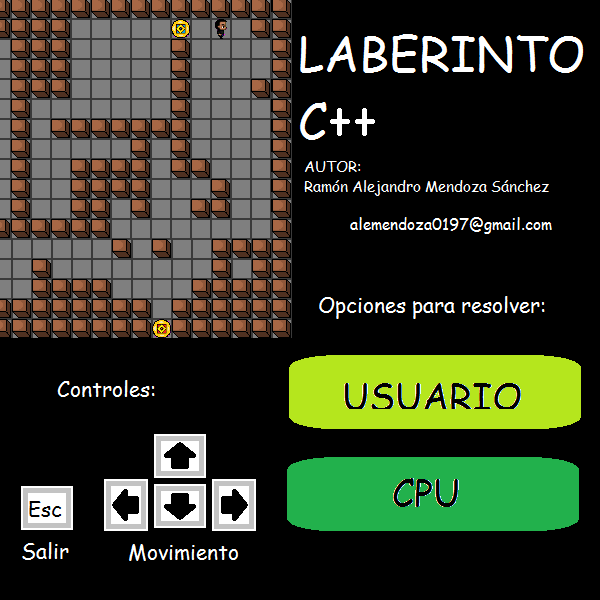 LABERINTO
C++
AUTOR:
Ramón Alejandro Mendoza Sánchez
alemendoza0197@gmail.com
Opciones para resolver:
USUARIO
CPU
Controles:
Esc
Salir
Movimiento